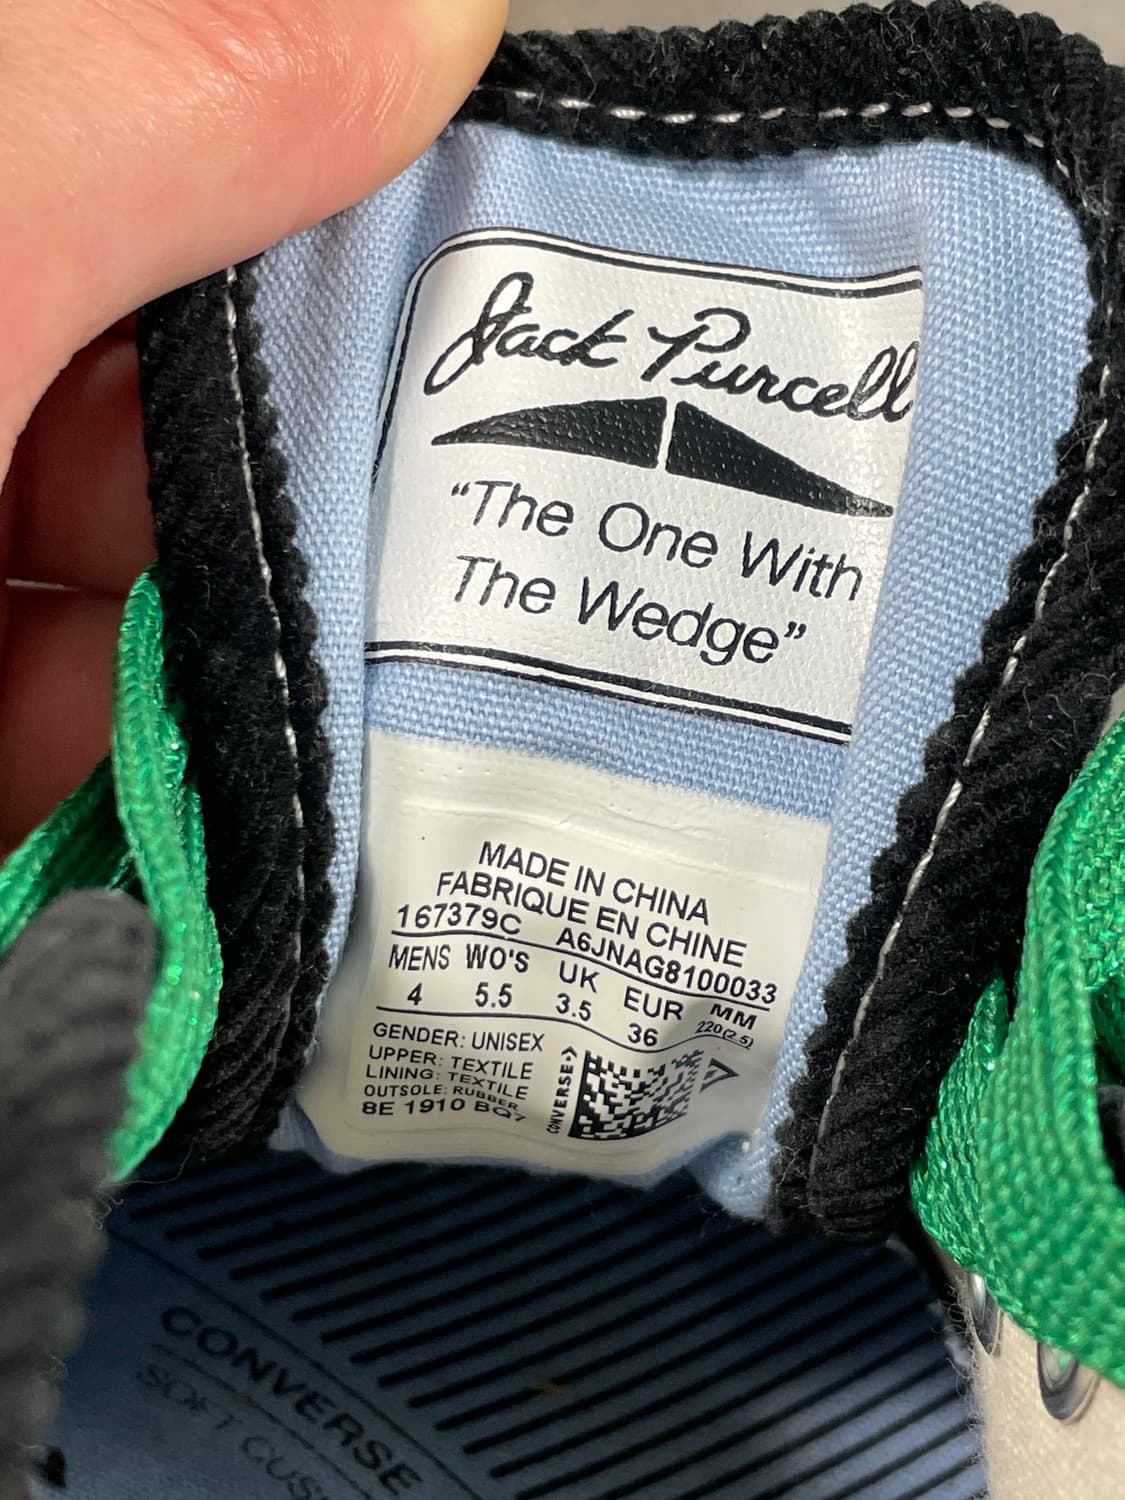 Jack Purcell
“The One With
The Wedge”
MADE IN CHINA
FABRIQUE EN CHINE
167379C A6JNAG8100033
MENS WO'S UK EUR MM
4 5.5 3.5 36 220(2.5)
GENDER: UNISEX
UPPER: TEXTILE
LINING: TEXTILE
OUTSOLE: RUBBER
8E 1910 BQ7
CONVERSE
CONVERSE
SOFT